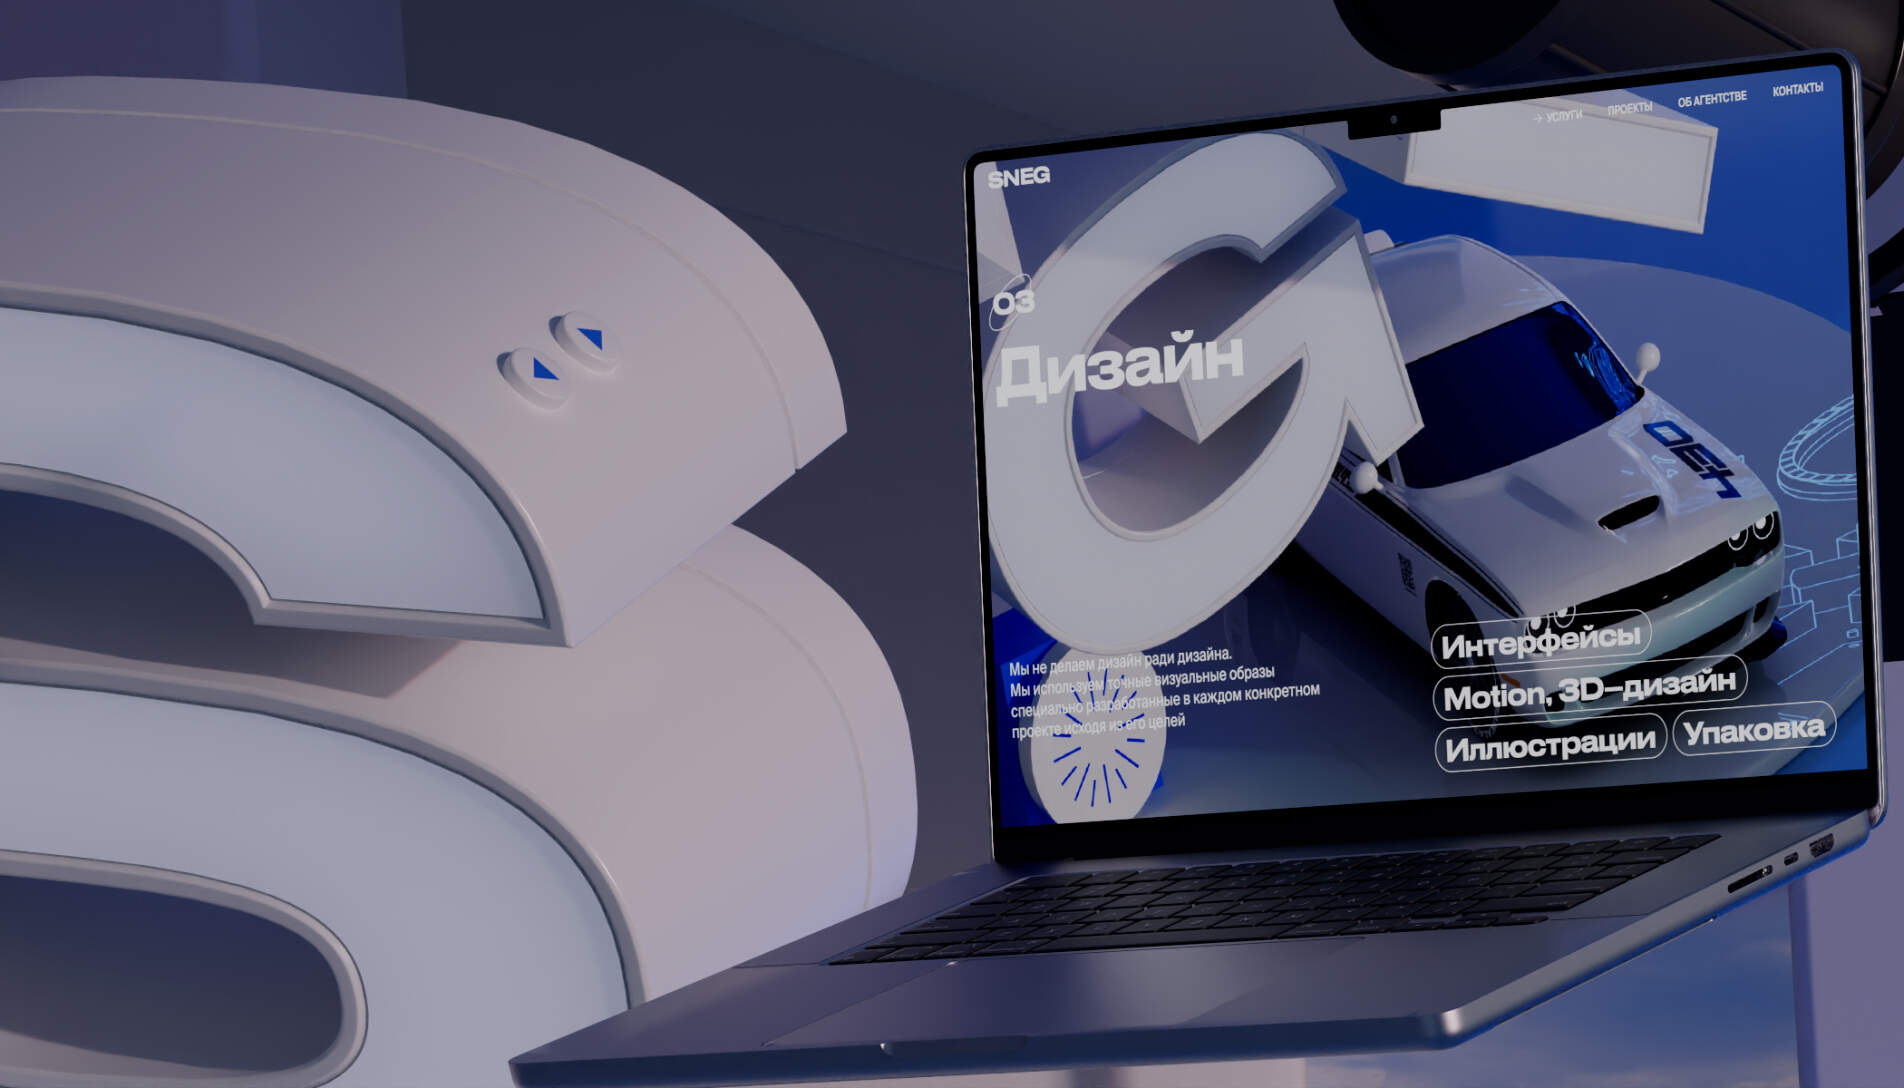 SNEG
→ УСЛУГИ
ПРОЕКТЫ
ОБ АГЕНТСТВЕ
КОНТАКТЫ
03
Дизайн
Мы не делаем дизайн ради дизайна.
Мы используем точные визуальные образы
специально разработанные в каждом конкретном
проекте исходя из его целей
Интерфейсы
Motion, 3D–дизайн
Иллюстрации
Упаковка